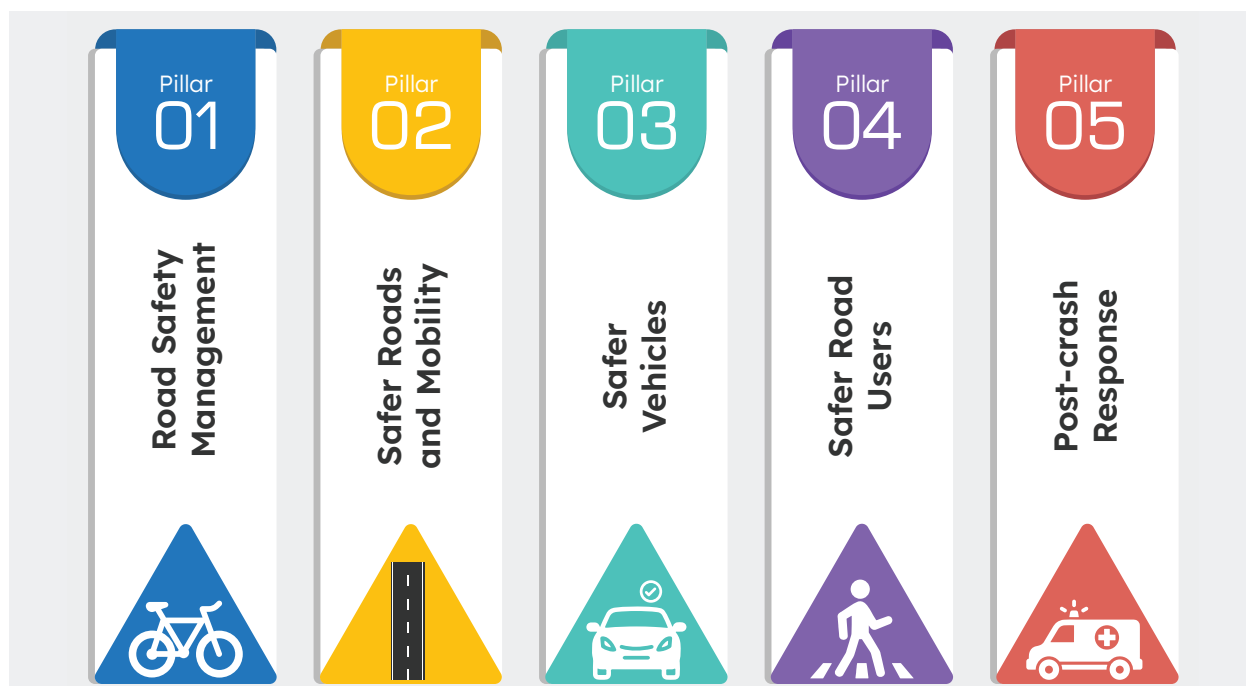 Pillar
01
Road Safety
Management
Pillar
02
Safer Roads
and Mobility
Pillar
03
Safer
Vehicles
Pillar
04
Safer Road
Users
Pillar
05
Post-crash
Response